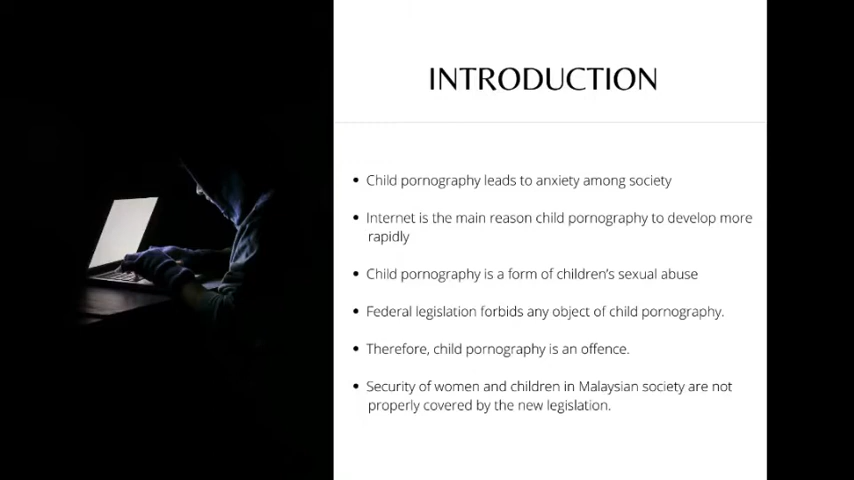 INTRODUCTION
• Child pornography leads to anxiety among society
• Internet is the main reason child pornography to develop more
rapidly
• Child pornography is a form of children's sexual abuse
• Federal legislation forbids any object of child pornography.
• Therefore, child pornography is an offence.
• Security of women and children in Malaysian society are not
properly covered by the new legislation.